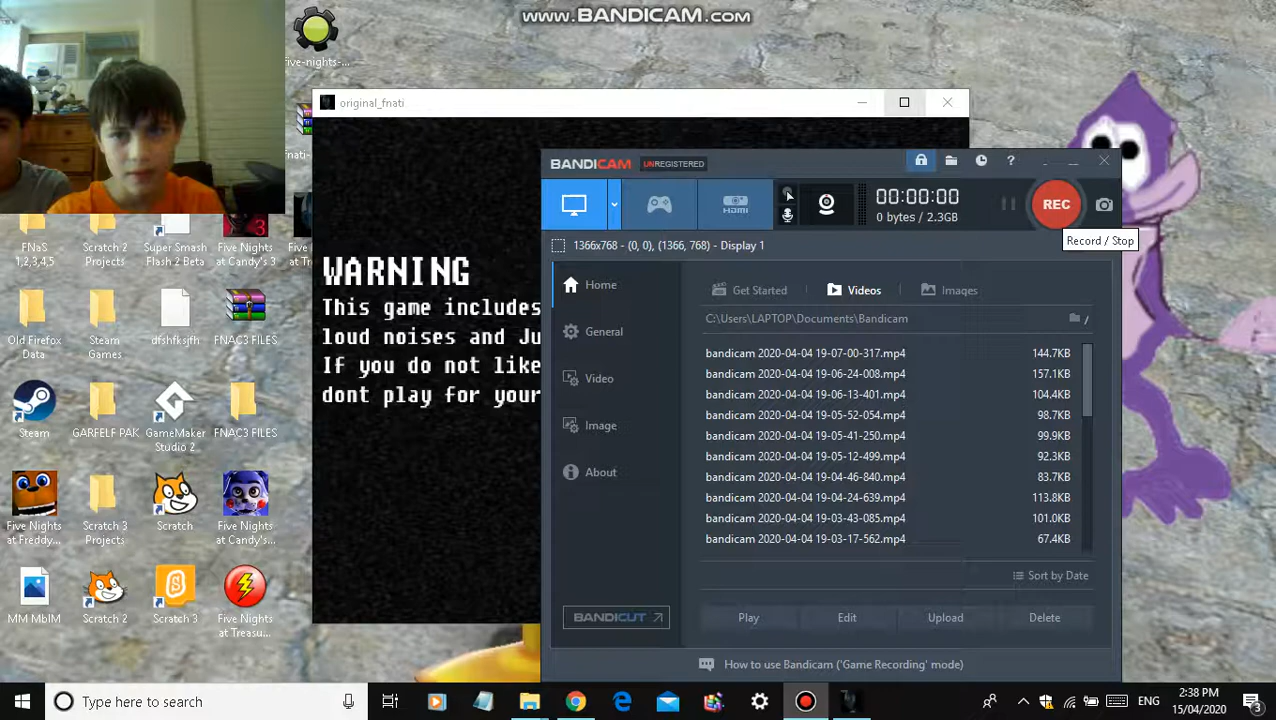 www.BANDICAM.com
five-nights-...
original_fnati
fnati-
BANDICAM
UNREGISTERED
HDMI
00:00:00
0 bytes / 2.3GB
REC
Record / Stop
1366x768 - (0, 0), (1366, 768) - Display 1
Home
General
Video
Image
About
BANDICUT
Get Started
Videos
Images
C:\Users\LAPTOP\Documents\Bandicam
/
bandicam 2020-04-04 19-07-00-317.mp4 144.7KB
bandicam 2020-04-04 19-06-24-008.mp4 157.1KB
bandicam 2020-04-04 19-06-13-401.mp4 104.4KB
bandicam 2020-04-04 19-05-52-054.mp4 98.7KB
bandicam 2020-04-04 19-05-41-250.mp4 99.9KB
bandicam 2020-04-04 19-05-12-499.mp4 92.3KB
bandicam 2020-04-04 19-04-46-840.mp4 83.7KB
bandicam 2020-04-04 19-04-24-639.mp4 113.8KB
bandicam 2020-04-04 19-03-43-085.mp4 101.0KB
bandicam 2020-04-04 19-03-17-562.mp4 67.4KB
Sort by Date
Play
Edit
Upload
Delete
How to use Bandicam ('Game Recording' mode)
WARNING
This game includes
loud noises and Ju
If you do not like
dont play for your
FNaS
1,2,3,4,5
Scratch 2
Projects
Super Smash
Flash 2 Beta
Five Nights
at Candy's 3
Five N
at Tr
Old Firefox
Data
Steam
Games
dfshfksjfh
FNAC3 FILES
Steam
GARFELF PAK
GameMaker
Studio 2
FNAC3 FILES
Five Nights
at Freddy...
Scratch 3
Projects
Scratch
Five Nights
at Candy's...
MM MbIM
Scratch 2
Scratch 3
Five Nights
at Treasu...
Type here to search
ENG
2:38 PM
15/04/2020
3